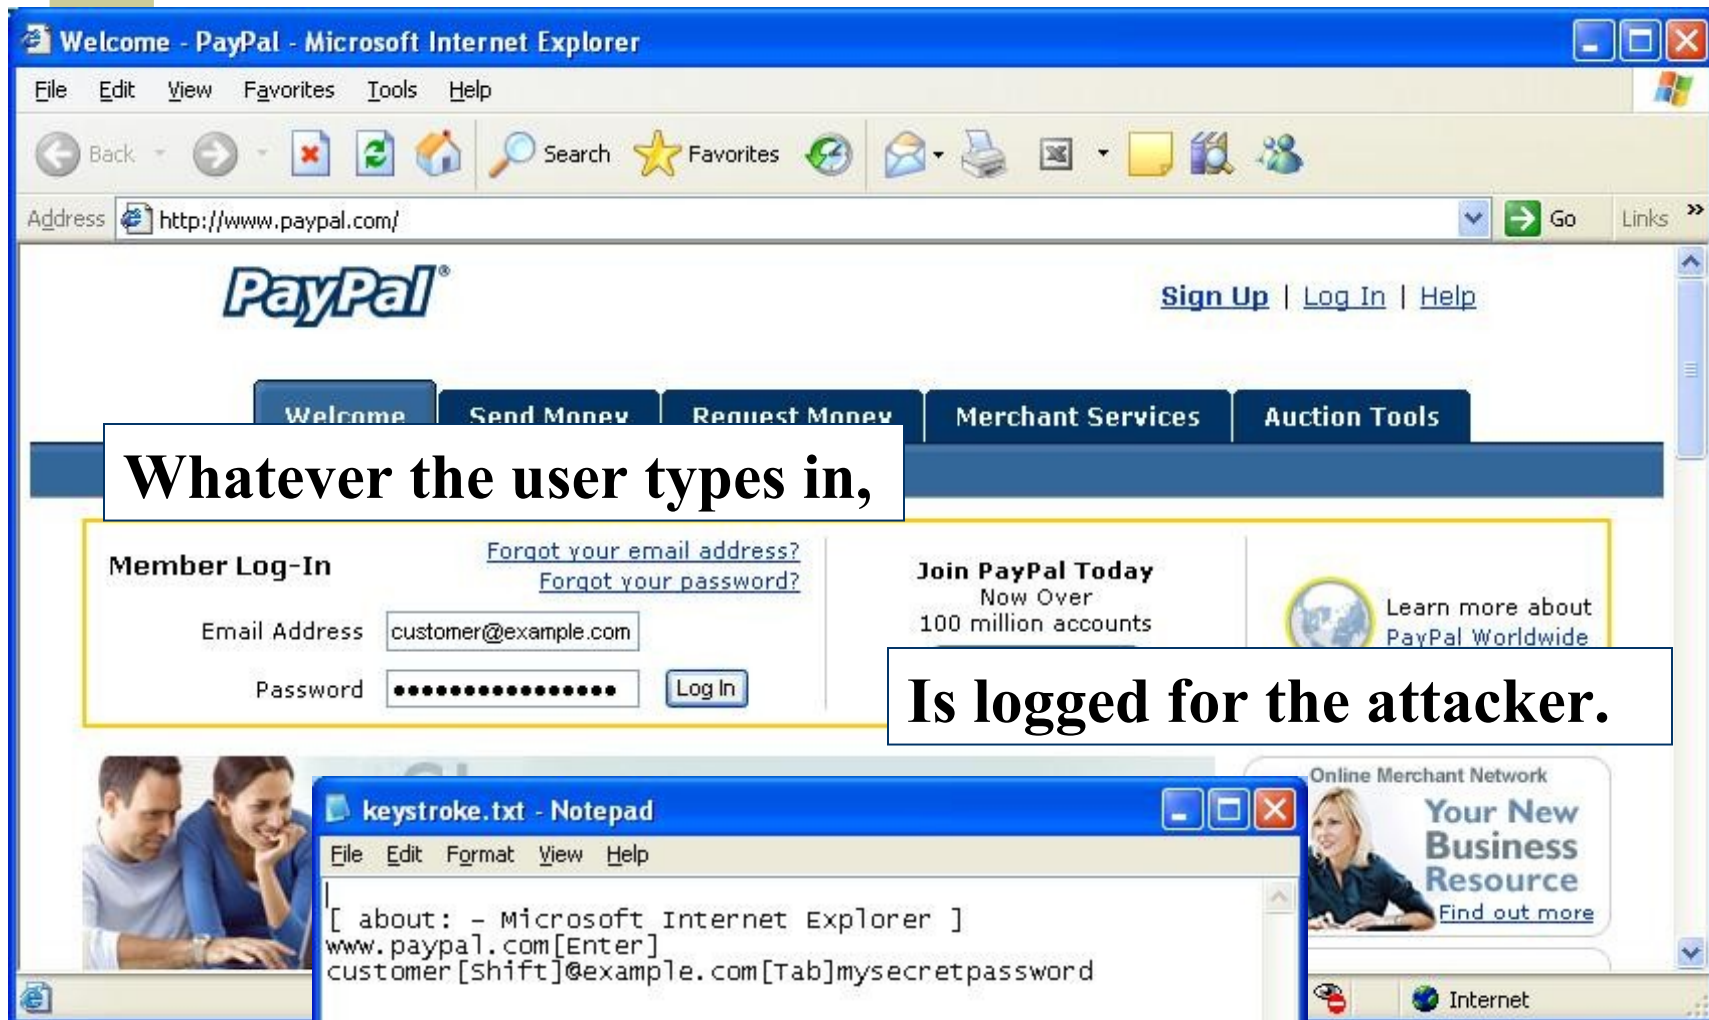 Welcome - PayPal - Microsoft Internet Explorer
File Edit View Favorites Tools Help
Back Search Favorites
Address http://www.paypal.com/ Go Links »
PayPal®
Sign Up | Log In | Help
Welcome Send Money Request Money Merchant Services Auction Tools
Whatever the user types in,
Member Log-In
Forgot your email address?
Forgot your password?
Email Address customer@example.com
Password •••••••••••••••• Log In
Join PayPal Today
Now Over
100 million accounts
Learn more about
PayPal Worldwide
Is logged for the attacker.
Online Merchant Network
Your New
Business
Resource
Find out more
keystroke.txt - Notepad
File Edit Format View Help
[ about: – Microsoft Internet Explorer ]
www.paypal.com[Enter]
customer[Shift]@example.com[Tab]mysecretpassword
Internet